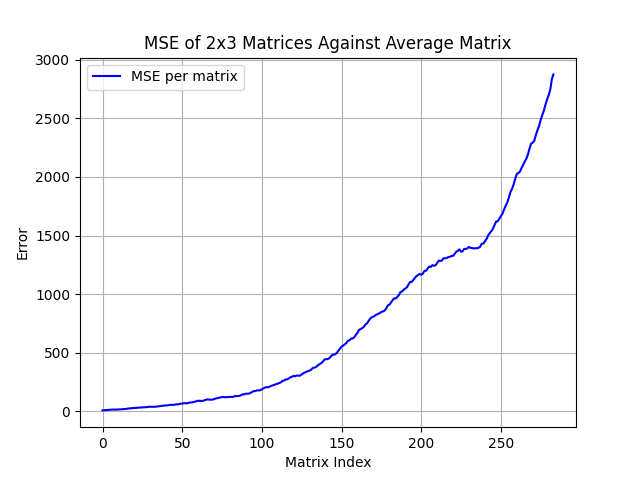 MSE of 2x3 Matrices Against Average Matrix
MSE per matrix
3000
2500
2000
1500
1000
500
0
Error
0 50 100 150 200 250
Matrix Index